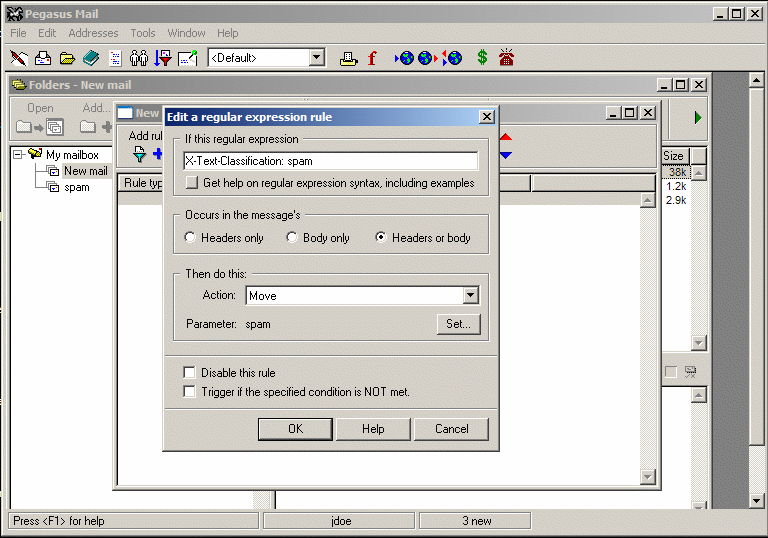 Pegasus Mail
File Edit Addresses Tools Window Help
<Default>
Folders - New mail
Open Add...
My mailbox
New mail
spam
New
Add rul
Rule typ
Size
38k
1.2k
2.9k
Edit a regular expression rule
If this regular expression
X-Text-Classification: spam
Get help on regular expression syntax, including examples
Occurs in the message's
Headers only Body only Headers or body
Then do this:
Action: Move
Parameter: spam Set...
Disable this rule
Trigger if the specified condition is NOT met.
OK Help Cancel
Press <F1> for help jdoe 3 new